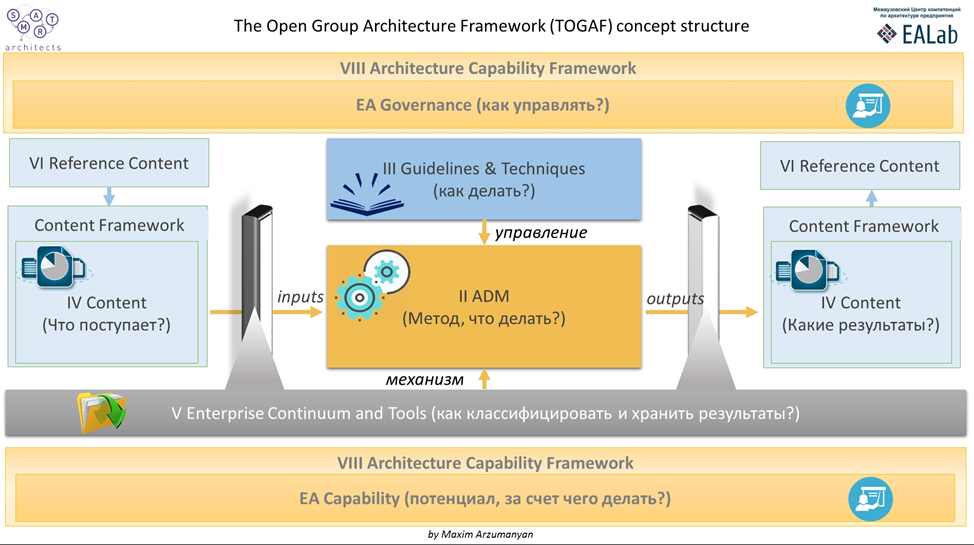 SMART
architects
The Open Group Architecture Framework (TOGAF) concept structure
Межвузовский Центр компетенций
по архитектуре предприятия
EALab
VIII Architecture Capability Framework
EA Governance (как управлять?)
VI Reference Content
Content Framework
IV Content
(Что поступает?)
inputs
III Guidelines & Techniques
(как делать?)
управление
II ADM
(Метод, что делать?)
механизм
outputs
VI Reference Content
Content Framework
IV Content
(Какие результаты?)
V Enterprise Continuum and Tools (как классифицировать и хранить результаты?)
VIII Architecture Capability Framework
EA Capability (потенциал, за счет чего делать?)
by Maxim Arzumanyan